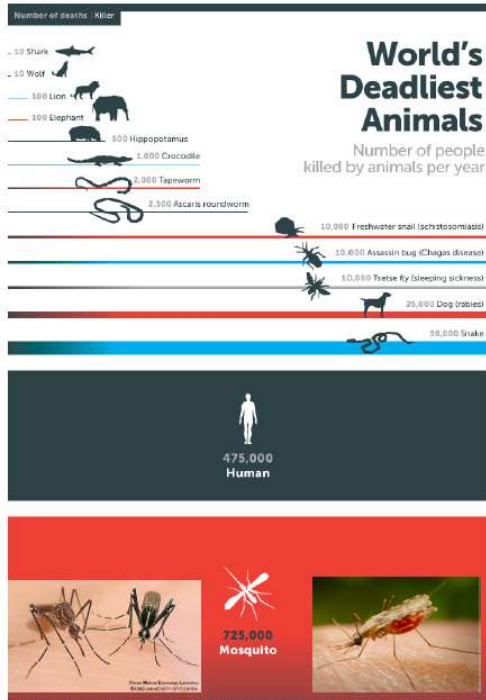 Number of deaths | Killer
World's
Deadliest
Animals
Number of people
killed by animals per year
10 Shark
10 Wolf
100 Lion
100 Elephant
500 Hippopotamus
1,000 Crocodile
2,000 Tapeworm
2,500 Ascaris roundworm
10,000 Freshwater snail (schistosomiasis)
10,000 Assassin bug (Chagas disease)
10,000 Tsetse fly (sleeping sickness)
25,000 Dog (rabies)
50,000 Snake
475,000
Human
725,000
Mosquito
UNIVERSITY OF FLORIDA